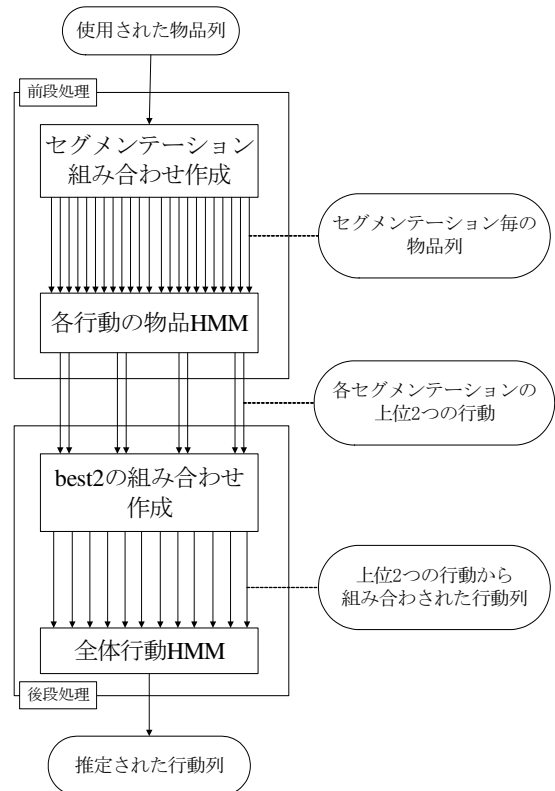 使用された物品列
前段処理
セグメンテーション
組み合わせ作成
セグメンテーション毎の
物品列
各行動の物品HMM
各セグメンテーションの
上位2つの行動
best2の組み合わせ
作成
上位2つの行動から
組み合わされた行動列
全体行動HMM
後段処理
推定された行動列